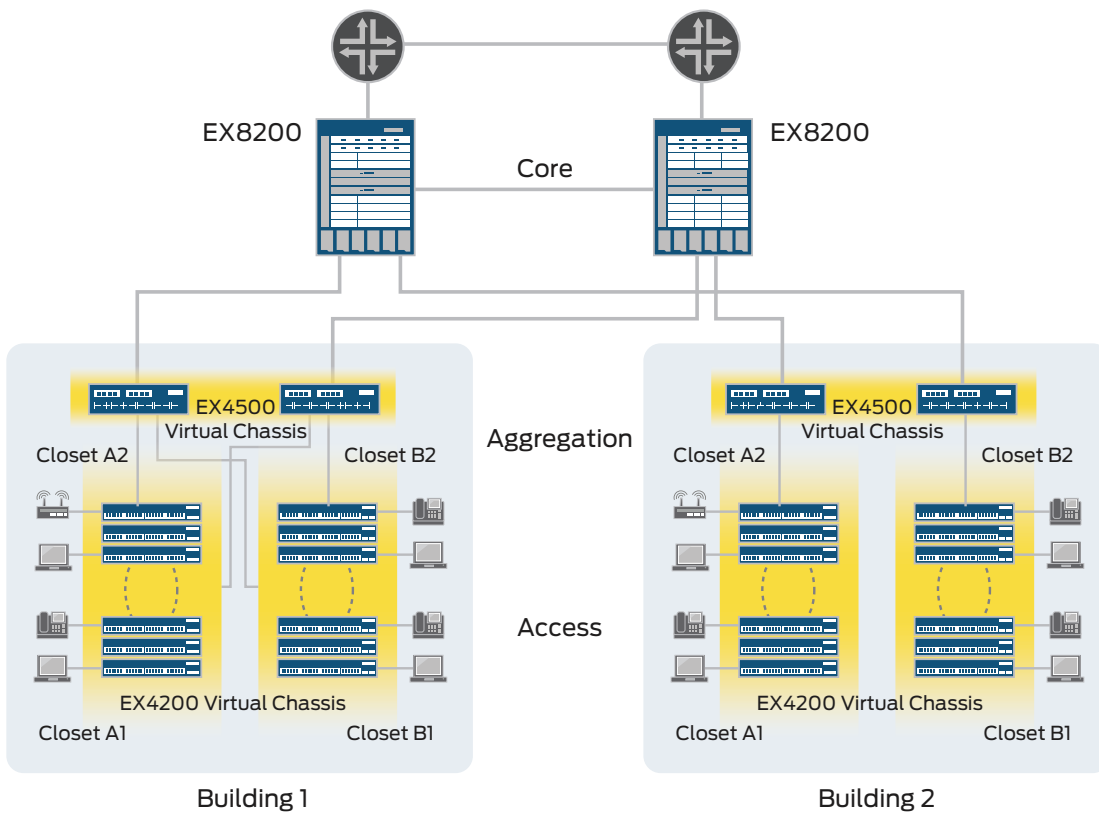 EX8200
EX8200
Core
EX4500
Virtual Chassis
Closet A2
Closet B2
EX4200 Virtual Chassis
Closet A1
Closet B1
Building 1
Aggregation
Access
EX4500
Virtual Chassis
Closet A2
Closet B2
EX4200 Virtual Chassis
Closet A1
Closet B1
Building 2